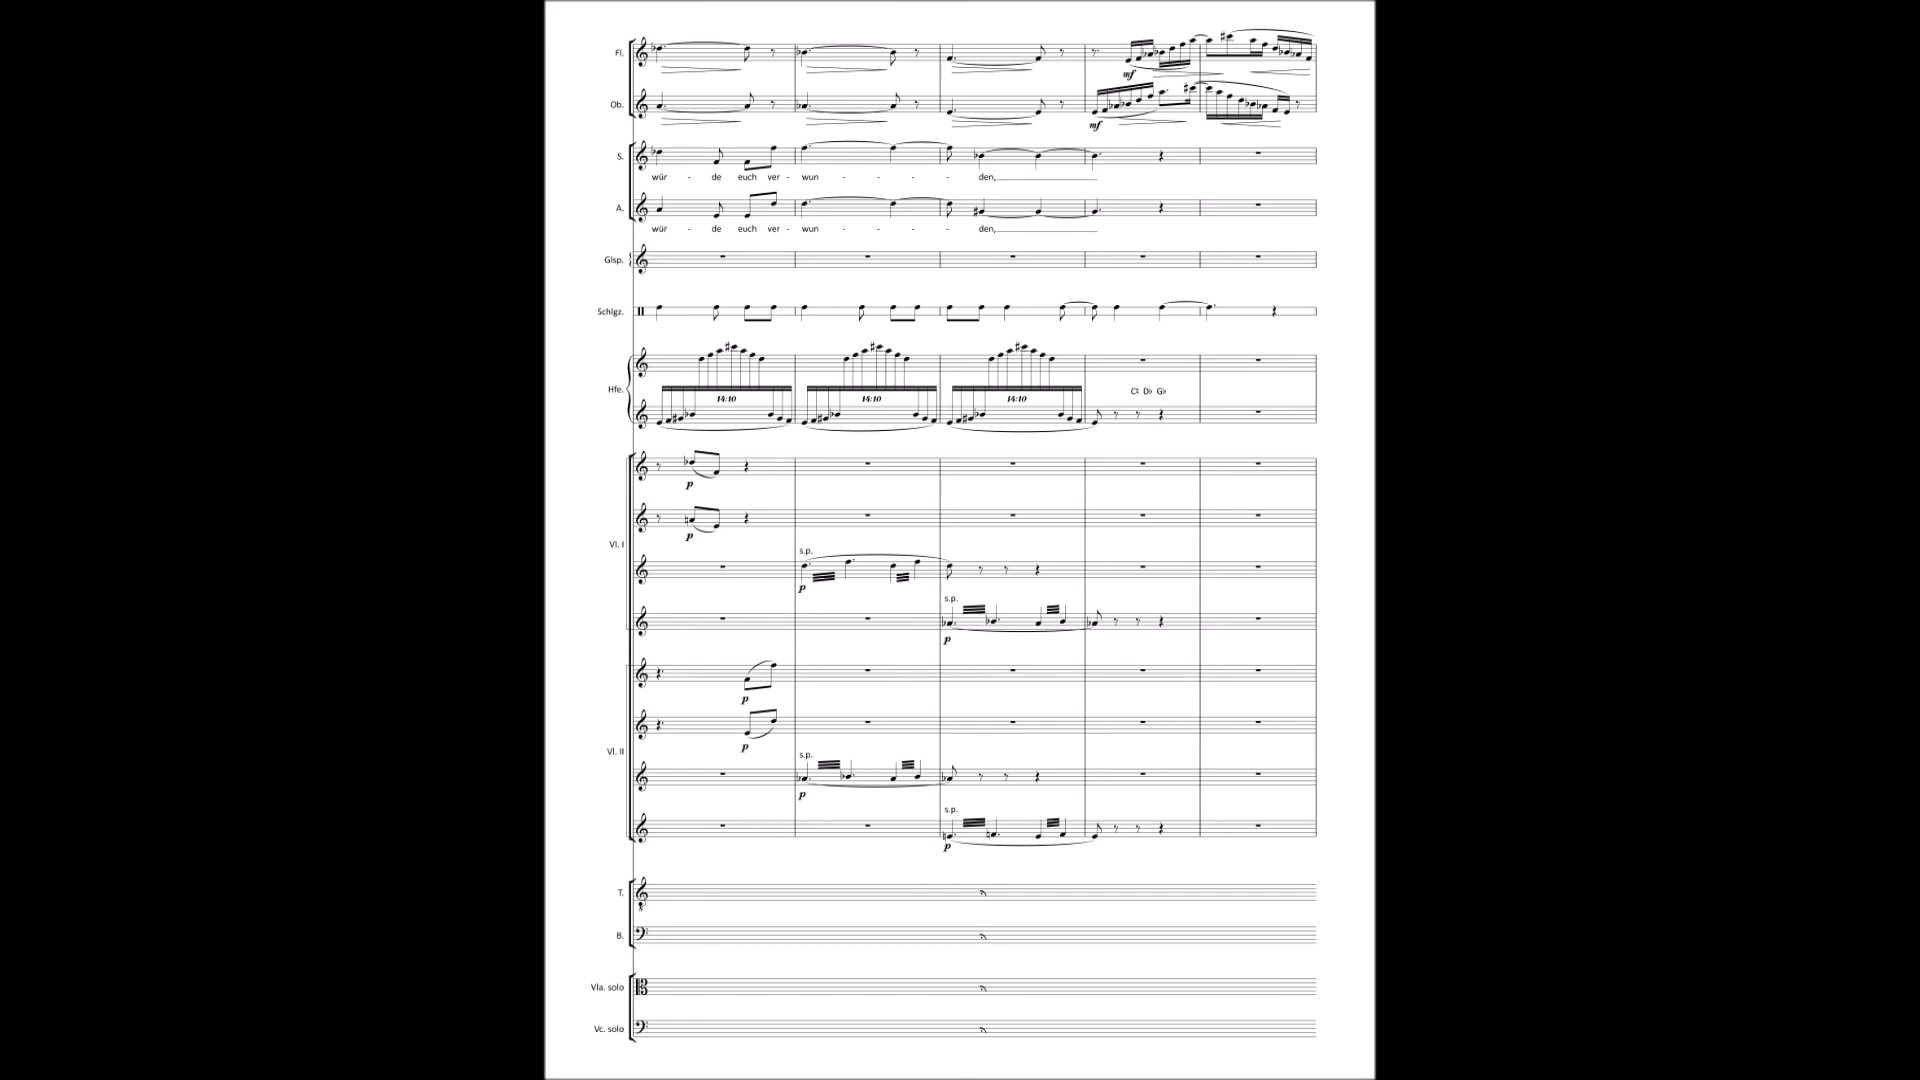 Fl.
mf
Ob.
mf
S.
wür - de euch ver - wun - - - - den,
A.
wür - de euch ver - wun - - - - den,
Glsp.
Schlgz.
Hfe.
14:10 14:10 14:10
C♮ D♭ G♭
p
p
Vl. I
s.p.
p
s.p.
p
p
p
Vl. II
s.p.
p
s.p.
p
T.
B.
Vla. solo
Vc. solo